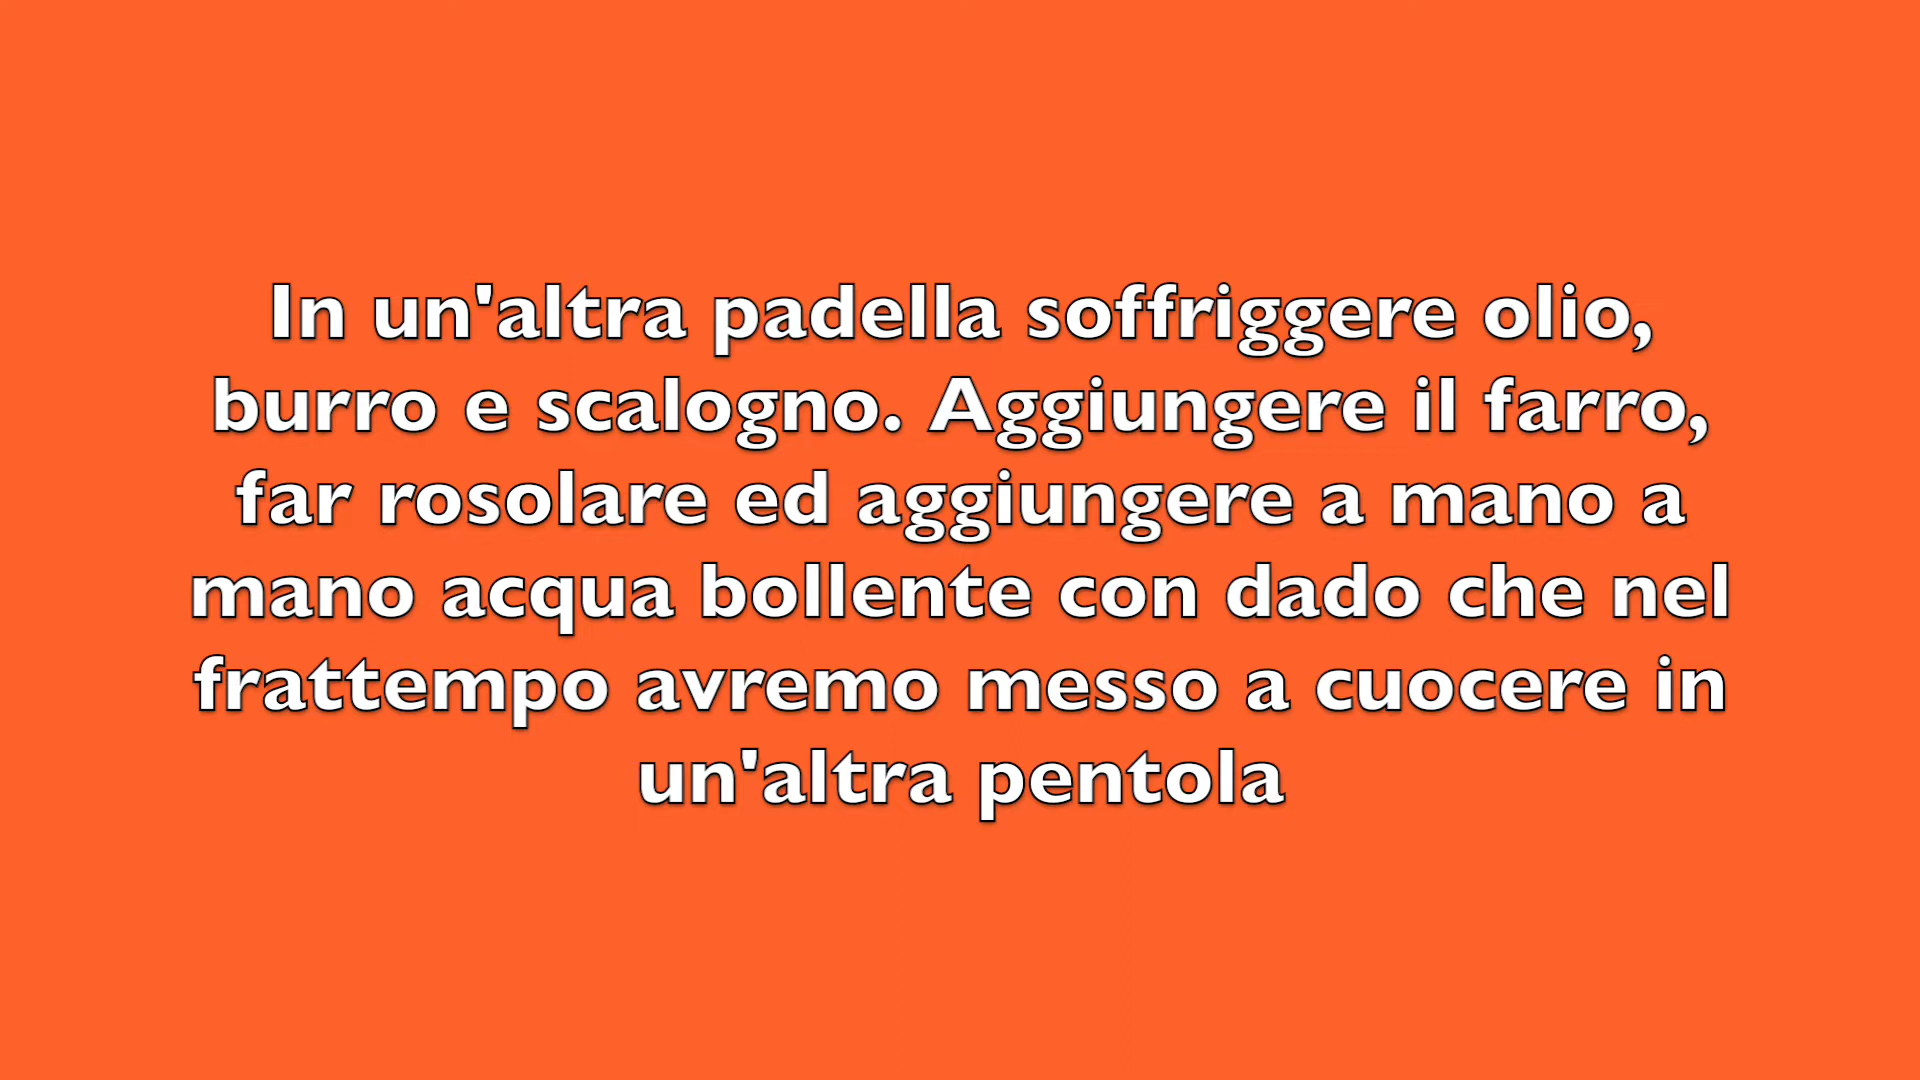 In un'altra padella soffriggere olio,
burro e scalogno. Aggiungere il farro,
far rosolare ed aggiungere a mano a
mano acqua bollente con dado che nel
frattempo avremo messo a cuocere in
un'altra pentola